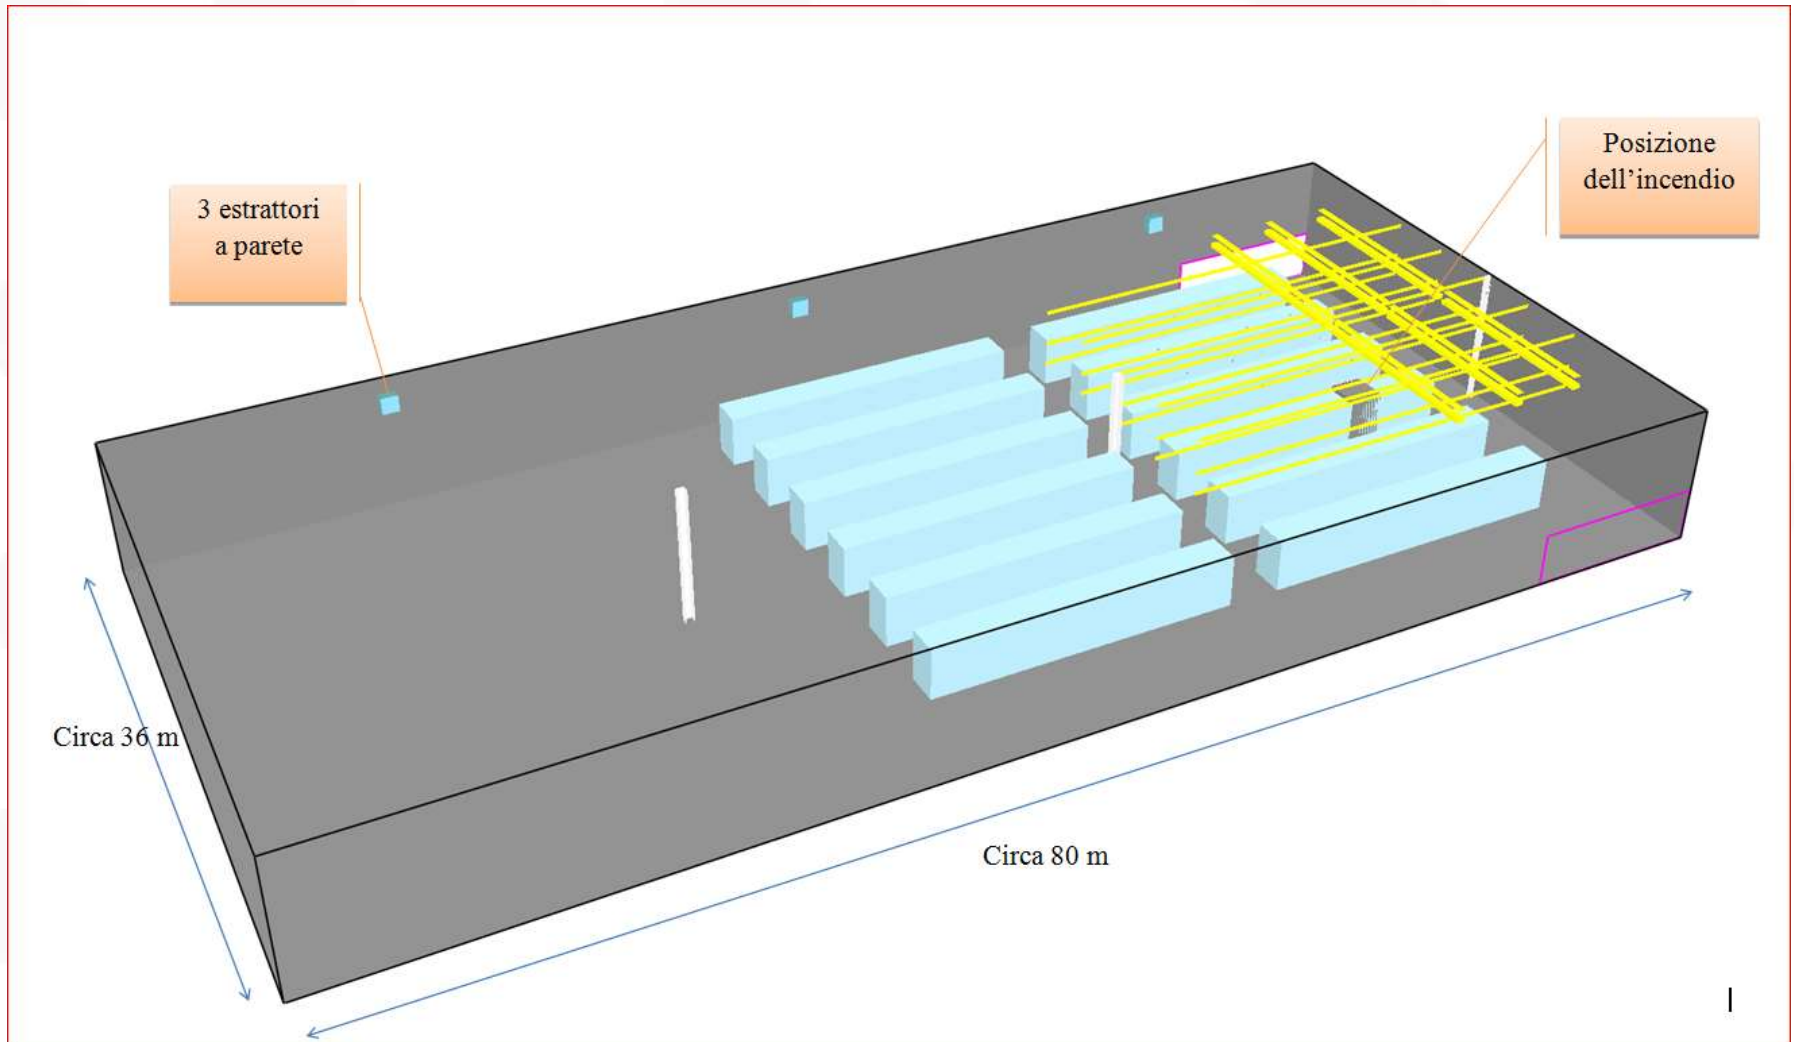 Posizione
dell’incendio
3 estrattori
a parete
Circa 36 m
Circa 80 m